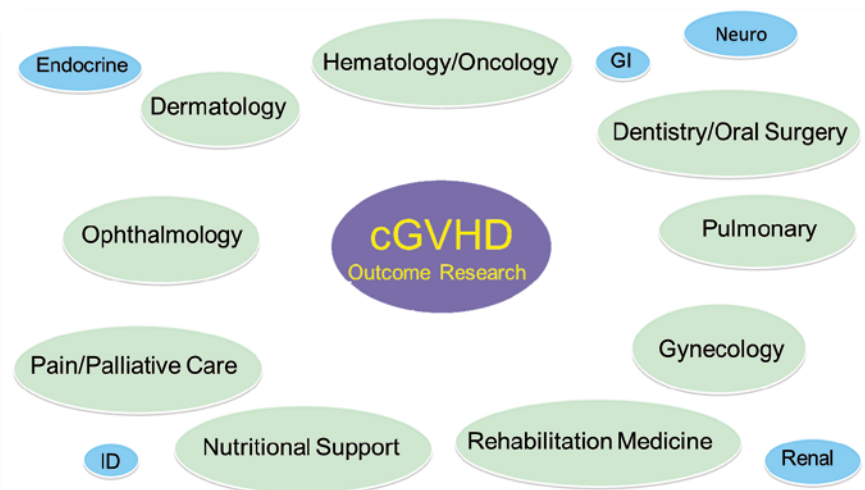 Neuro
Endocrine
Hematology/Oncology
GI
Dermatology
Dentistry/Oral Surgery
Ophthalmology
cGVHD
Outcome Research
Pulmonary
Gynecology
Pain/Palliative Care
Nutritional Support
Rehabilitation Medicine
ID
Renal